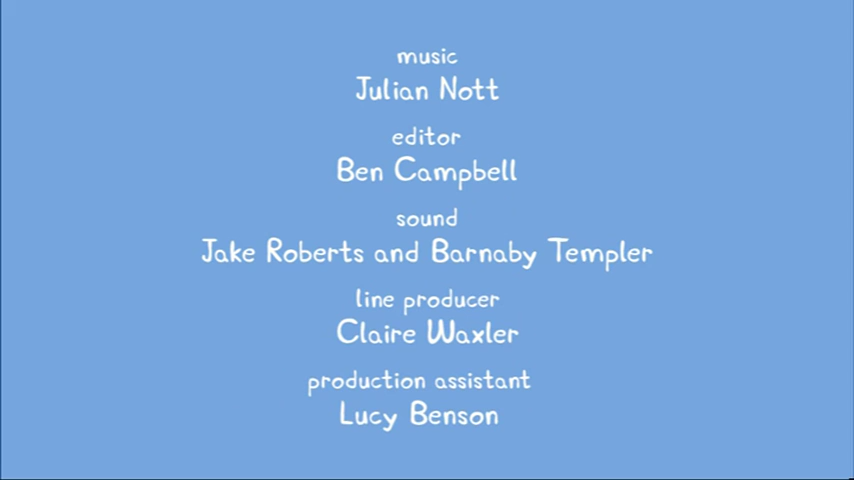 music
Julian Nott
editor
Ben Campbell
sound
Jake Roberts and Barnaby Templer
line producer
Claire Waxler
production assistant
Lucy Benson